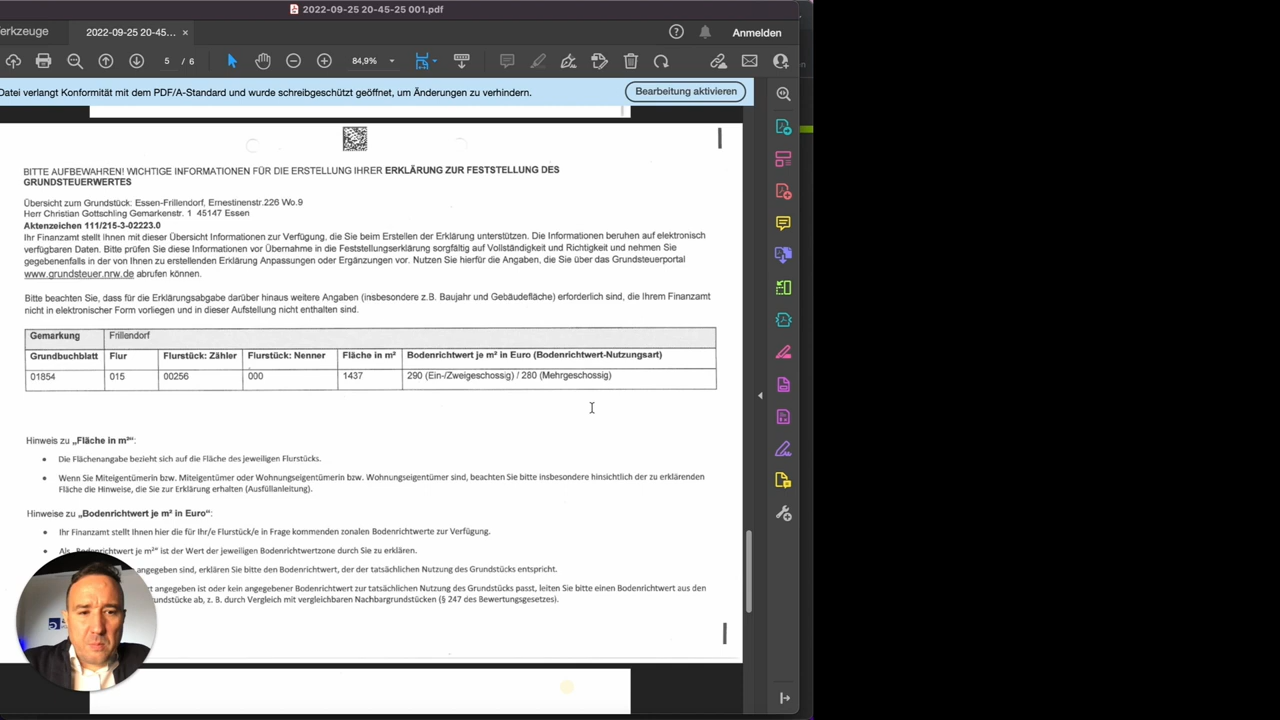 2022-09-25 20-45-25 001.pdf
erkzeuge
2022-09-25 20-45... ×
Anmelden
5 / 6
84,9%
Datei verlangt Konformität mit dem PDF/A-Standard und wurde schreibgeschützt geöffnet, um Änderungen zu verhindern.
Bearbeitung aktivieren
BITTE AUFBEWAHREN! WICHTIGE INFORMATIONEN FÜR DIE ERSTELLUNG IHRER ERKLÄRUNG ZUR FESTSTELLUNG DES
GRUNDSTEUERWERTES
Übersicht zum Grundstück: Essen-Frillendorf, Ernestinenstr.226 Wo.9
Herr Christian Gottschling Gemarkenstr. 1 45147 Essen
Aktenzeichen 111/215-3-02223.0
Ihr Finanzamt stellt Ihnen mit dieser Übersicht Informationen zur Verfügung, die Sie beim Erstellen der Erklärung unterstützen. Die Informationen beruhen auf elektronisch
verfügbaren Daten. Bitte prüfen Sie diese Informationen vor Übernahme in die Feststellungserklärung sorgfältig auf Vollständigkeit und Richtigkeit und nehmen Sie
gegebenenfalls in der von Ihnen zu erstellenden Erklärung Anpassungen oder Ergänzungen vor. Nutzen Sie hierfür die Angaben, die Sie über das Grundsteuerportal
www.grundsteuer.nrw.de abrufen können.
Bitte beachten Sie, dass für die Erklärungsabgabe darüber hinaus weitere Angaben (insbesondere z.B. Baujahr und Gebäudefläche) erforderlich sind, die Ihrem Finanzamt
nicht in elektronischer Form vorliegen und in dieser Aufstellung nicht enthalten sind.
Gemarkung Frillendorf
Grundbuchblatt Flur Flurstück: Zähler Flurstück: Nenner Fläche in m² Bodenrichtwert je m² in Euro (Bodenrichtwert-Nutzungsart)
01854 015 00256 000 1437 290 (Ein-/Zweigeschossig) / 280 (Mehrgeschossig)
Hinweis zu „Fläche in m²":
• Die Flächenangabe bezieht sich auf die Fläche des jeweiligen Flurstücks.
• Wenn Sie Miteigentümerin bzw. Miteigentümer oder Wohnungseigentümerin bzw. Wohnungseigentümer sind, beachten Sie bitte insbesondere hinsichtlich der zu erklärenden
Fläche die Hinweise, die Sie zur Erklärung erhalten (Ausfüllanleitung).
Hinweise zu „Bodenrichtwert je m² in Euro":
• Ihr Finanzamt stellt Ihnen hier die für Ihr/e Flurstück/e in Frage kommenden zonalen Bodenrichtwerte zur Verfügung.
• Als „Bodenrichtwert je m²" ist der Wert der jeweiligen Bodenrichtwertzone durch Sie zu erklären.
angegeben sind, erklären Sie bitte den Bodenrichtwert, der der tatsächlichen Nutzung des Grundstücks entspricht.
angegeben ist oder kein angegebener Bodenrichtwert zur tatsächlichen Nutzung des Grundstücks passt, leiten Sie bitte einen Bodenrichtwert aus den
undstücke ab, z. B. durch Vergleich mit vergleichbaren Nachbargrundstücken (§ 247 des Bewertungsgesetzes).